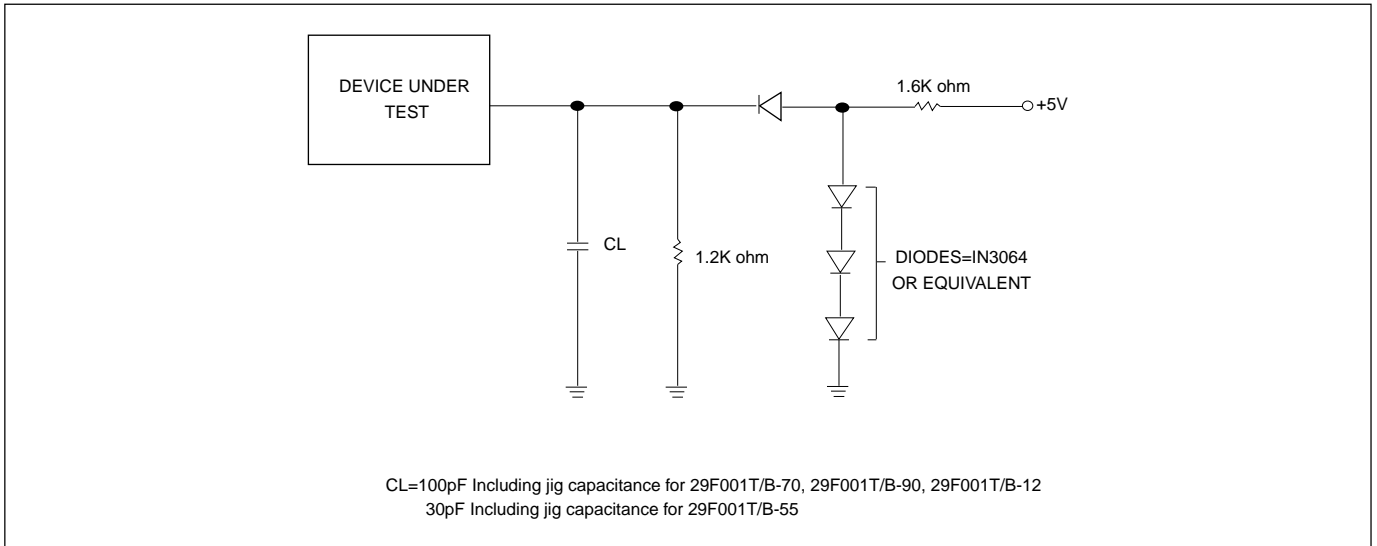 DEVICE UNDER
TEST
1.6K ohm
+5V
CL
1.2K ohm
DIODES=IN3064
OR EQUIVALENT
CL=100pF Including jig capacitance for 29F001T/B-70, 29F001T/B-90, 29F001T/B-12
30pF Including jig capacitance for 29F001T/B-55